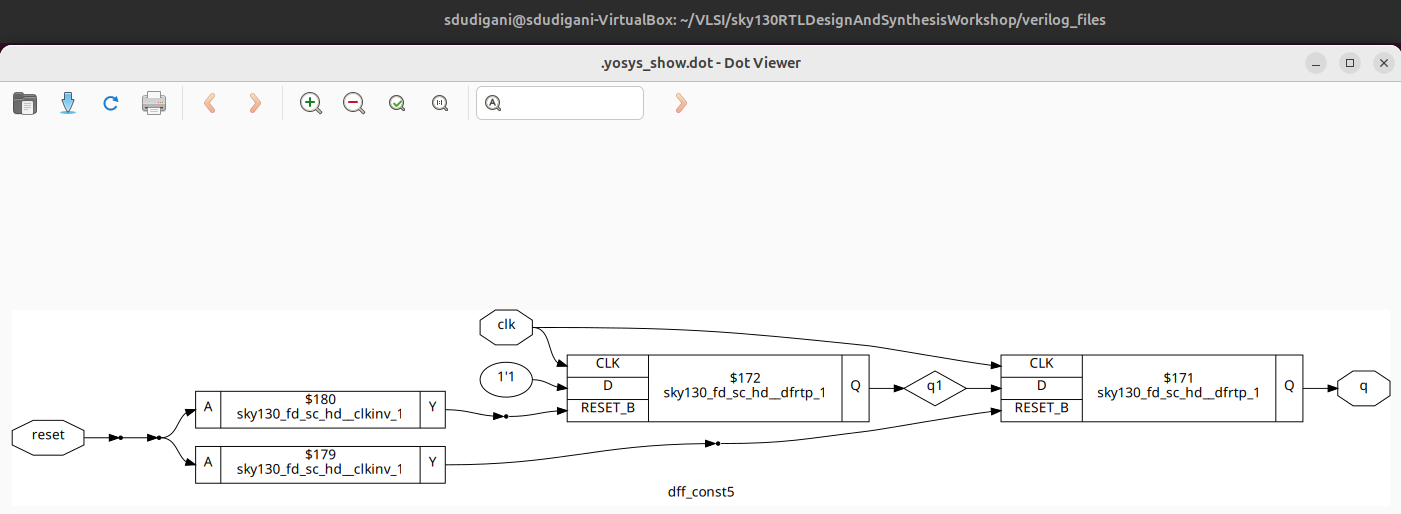 sdudigani@sdudigani-VirtualBox: ~/VLSI/sky130RTLDesignAndSynthesisWorkshop/verilog_files
.yosys_show.dot - Dot Viewer
clk
1'1
CLK
D
RESET_B
$172
sky130_fd_sc_hd__dfrtp_1
Q
q1
CLK
D
RESET_B
$171
sky130_fd_sc_hd__dfrtp_1
Q
q
reset
A
$180
sky130_fd_sc_hd__clkinv_1
Y
A
$179
sky130_fd_sc_hd__clkinv_1
Y
dff_const5